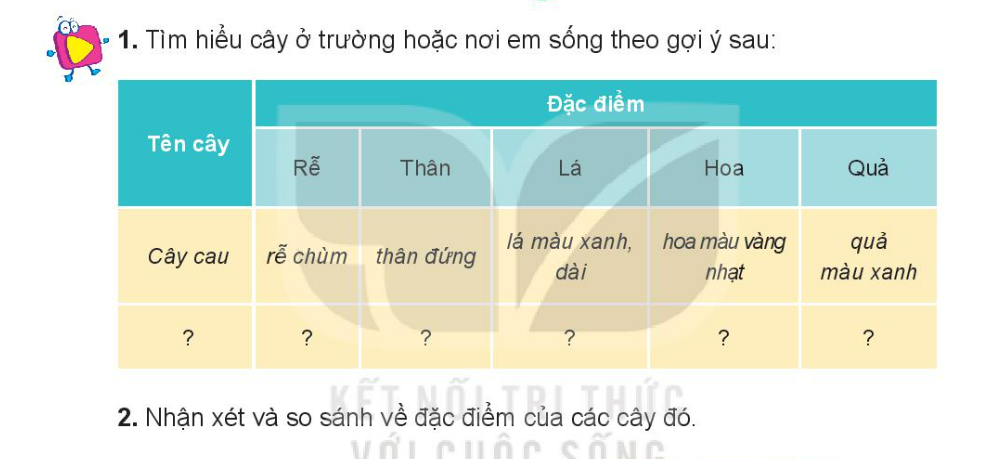 1. Tìm hiểu cây ở trường hoặc nơi em sống theo gợi ý sau:
Tên cây
Đặc điểm
Rễ Thân Lá Hoa Quả
Cây cau rễ chùm thân đứng lá màu xanh, dài hoa màu vàng nhạt quả màu xanh
? ? ? ? ? ?
KẾT NỐI TRI THỨC
2. Nhận xét và so sánh về đặc điểm của các cây đó.
VỚI CUỘC SỐNG